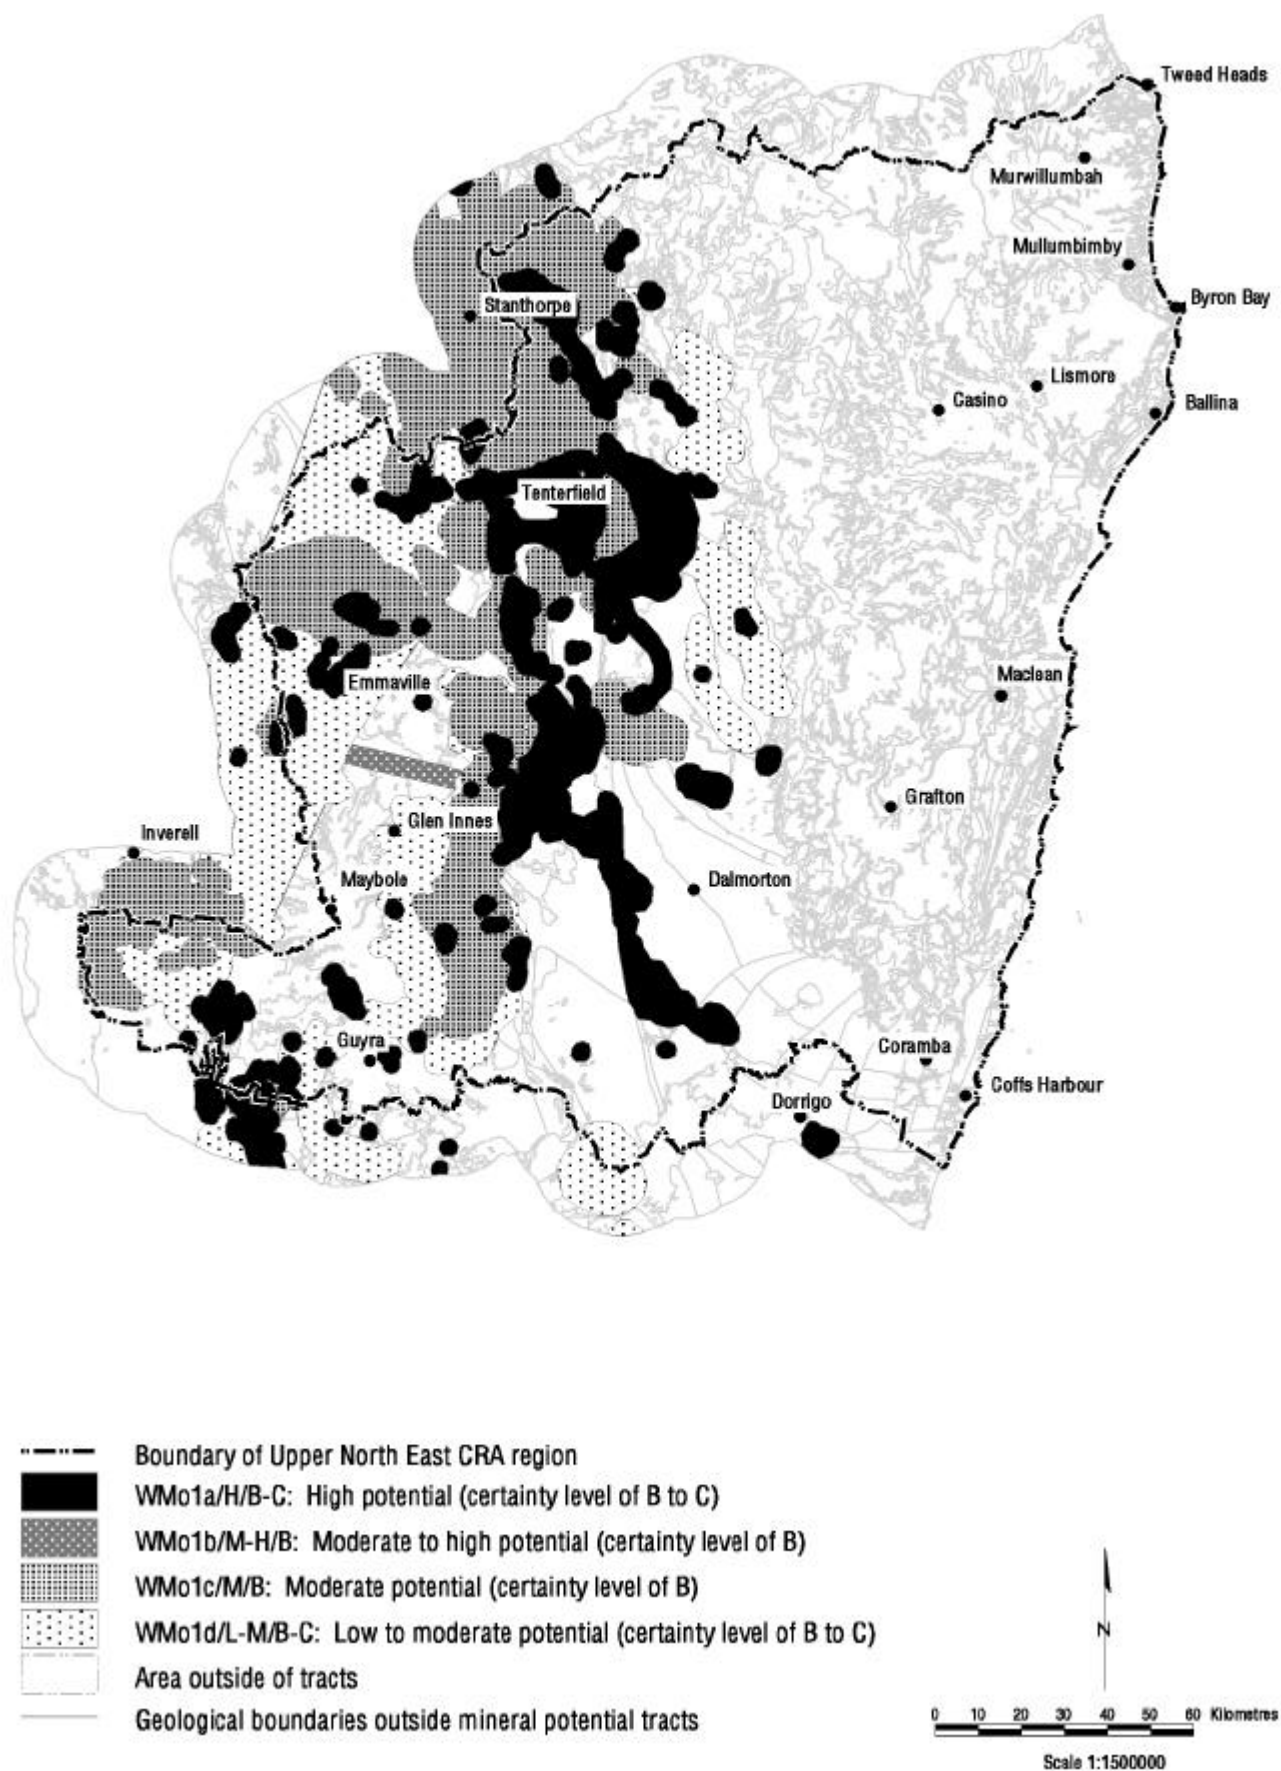 Tweed Heads
Murwillumbah
Mullumbimby
Byron Bay
Stanthorpe
Lismore
Casino
Ballina
Tenterfield
Maclean
Emmaville
Grafton
Glen Innes
Inverell
Maybole
Dalmorton
Guyra
Coramba
Coffs Harbour
Dorrigo
Boundary of Upper North East CRA region
WMo1a/H/B-C: High potential (certainty level of B to C)
WMo1b/M-H/B: Moderate to high potential (certainty level of B)
WMo1c/M/B: Moderate potential (certainty level of B)
WMo1d/L-M/B-C: Low to moderate potential (certainty level of B to C)
Area outside of tracts
Geological boundaries outside mineral potential tracts
N
0 10 20 30 40 50 60 Kilometres
Scale 1:1500000